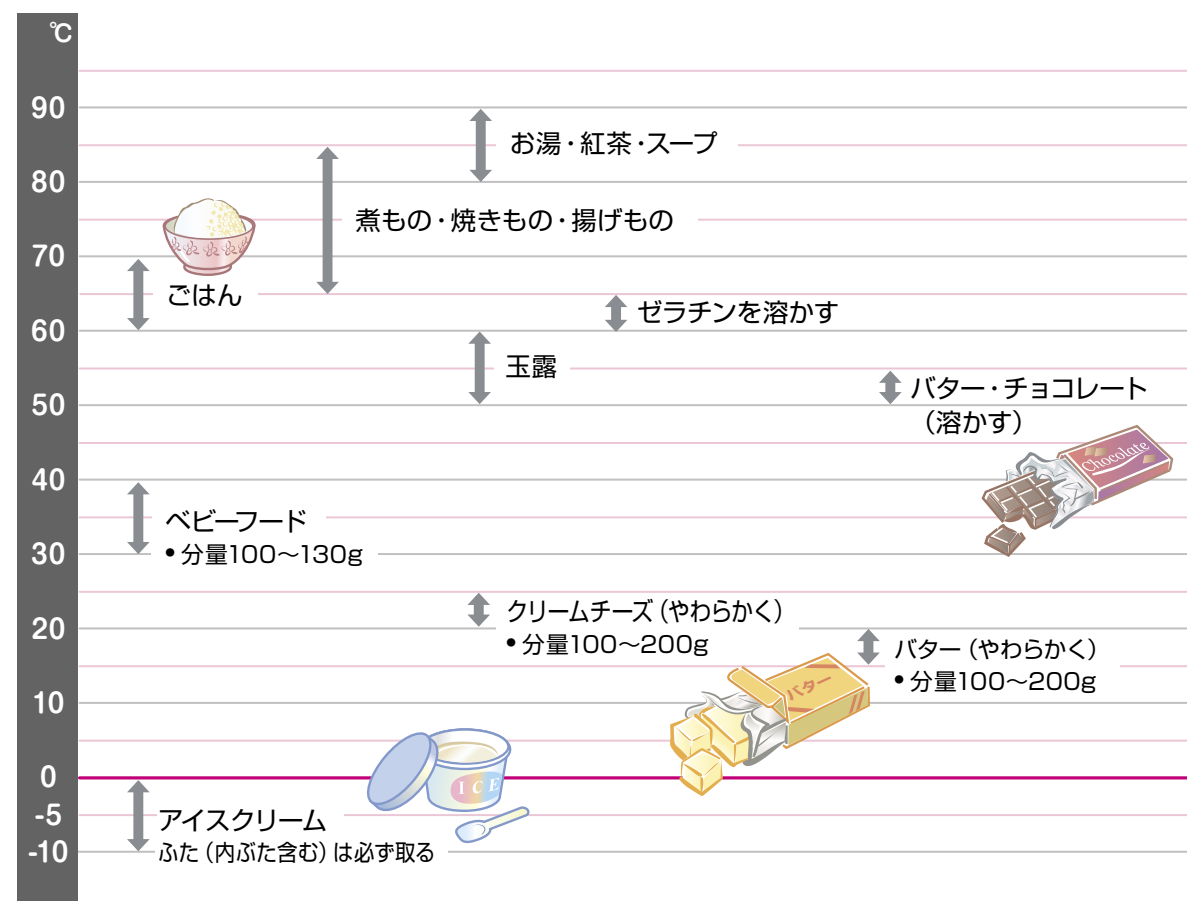 ℃
90
お湯・紅茶・スープ
80
煮もの・焼きもの・揚げもの
70
ごはん
ゼラチンを溶かす
60
玉露
バター・チョコレート
（溶かす）
50
Chocolate
40
ベビーフード
•分量100～130g
30
クリームチーズ（やわらかく）
•分量100～200g
20
バター（やわらかく）
•分量100～200g
バター
10
ICE
0
-5
アイスクリーム
ふた（内ぶた含む）は必ず取る
-10